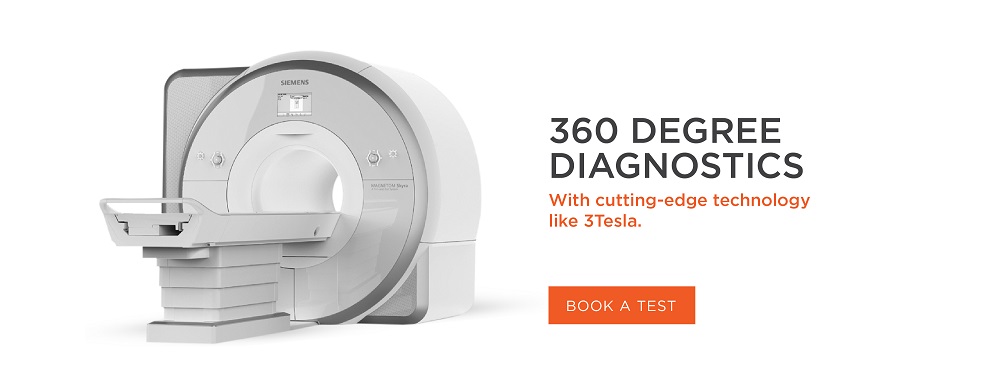 SIEMENS
MAGNETOM Skyra
360 DEGREE
DIAGNOSTICS
With cutting-edge technology
like 3Tesla.
BOOK A TEST